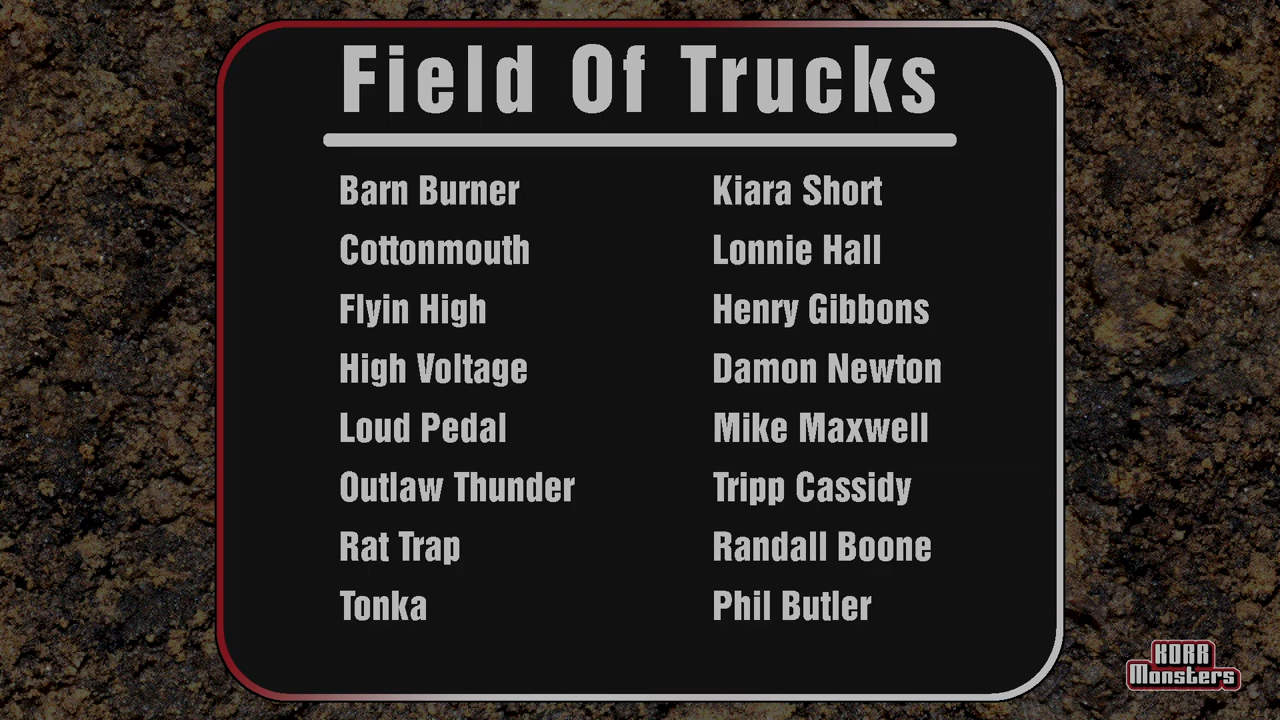 Field Of Trucks
Barn Burner Kiara Short
Cottonmouth Lonnie Hall
Flyin High Henry Gibbons
High Voltage Damon Newton
Loud Pedal Mike Maxwell
Outlaw Thunder Tripp Cassidy
Rat Trap Randall Boone
Tonka Phil Butler
KORR
Monsters